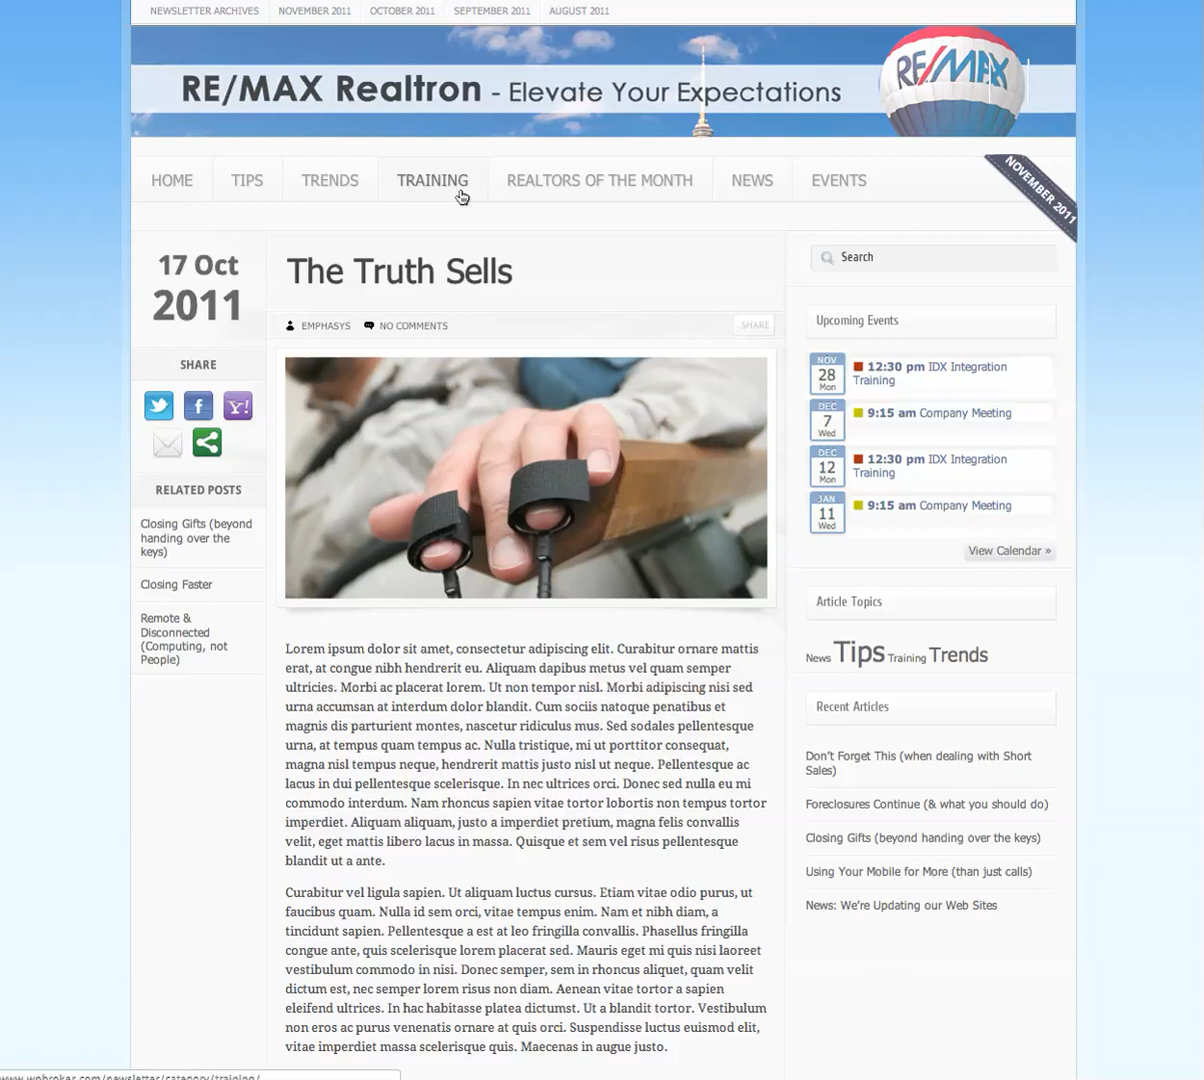 NEWSLETTER ARCHIVES NOVEMBER 2011 OCTOBER 2011 SEPTEMBER 2011 AUGUST 2011
RE/MAX Realtron - Elevate Your Expectations
RE/MAX
HOME TIPS TRENDS TRAINING REALTORS OF THE MONTH NEWS EVENTS
NOVEMBER 2011
17 Oct
2011
SHARE
RELATED POSTS
Closing Gifts (beyond
handing over the
keys)
Closing Faster
Remote &
Disconnected
(Computing, not
People)
The Truth Sells
EMPHASYS NO COMMENTS SHARE
Lorem ipsum dolor sit amet, consectetur adipiscing elit. Curabitur ornare mattis
erat, at congue nibh hendrerit eu. Aliquam dapibus metus vel quam semper
ultricies. Morbi ac placerat lorem. Ut non tempor nisl. Morbi adipiscing nisi sed
urna accumsan at interdum dolor blandit. Cum sociis natoque penatibus et
magnis dis parturient montes, nascetur ridiculus mus. Sed sodales pellentesque
urna, at tempus quam tempus ac. Nulla tristique, mi ut porttitor consequat,
magna nisl tempus neque, hendrerit mattis justo nisl ut neque. Pellentesque ac
lacus in dui pellentesque scelerisque. In nec ultrices orci. Donec sed nulla eu mi
commodo interdum. Nam rhoncus sapien vitae tortor lobortis non tempus tortor
imperdiet. Aliquam aliquam, justo a imperdiet pretium, magna felis convallis
velit, eget mattis libero lacus in massa. Quisque et sem vel risus pellentesque
blandit ut a ante.
Curabitur vel ligula sapien. Ut aliquam luctus cursus. Etiam vitae odio purus, ut
faucibus quam. Nulla id sem orci, vitae tempus enim. Nam et nibh diam, a
tincidunt sapien. Pellentesque a est at leo fringilla convallis. Phasellus fringilla
congue ante, quis scelerisque lorem placerat sed. Mauris eget mi quis nisi laoreet
vestibulum commodo in nisi. Donec semper, sem in rhoncus aliquet, quam velit
dictum est, nec semper lorem risus non diam. Aenean vitae tortor a sapien
eleifend ultrices. In hac habitasse platea dictumst. Ut a blandit tortor. Vestibulum
non eros ac purus venenatis ornare at quis orci. Suspendisse luctus euismod elit,
vitae imperdiet massa scelerisque quis. Maecenas in augue justo.
Search
Upcoming Events
NOV
28
Mon
12:30 pm IDX Integration
Training
DEC
7
Wed
9:15 am Company Meeting
DEC
12
Mon
12:30 pm IDX Integration
Training
JAN
11
Wed
9:15 am Company Meeting
View Calendar »
Article Topics
News Tips Training Trends
Recent Articles
Don't Forget This (when dealing with Short
Sales)
Foreclosures Continue (& what you should do)
Closing Gifts (beyond handing over the keys)
Using Your Mobile for More (than just calls)
News: We're Updating our Web Sites
www.wpbroker.com/newsletter/category/training/